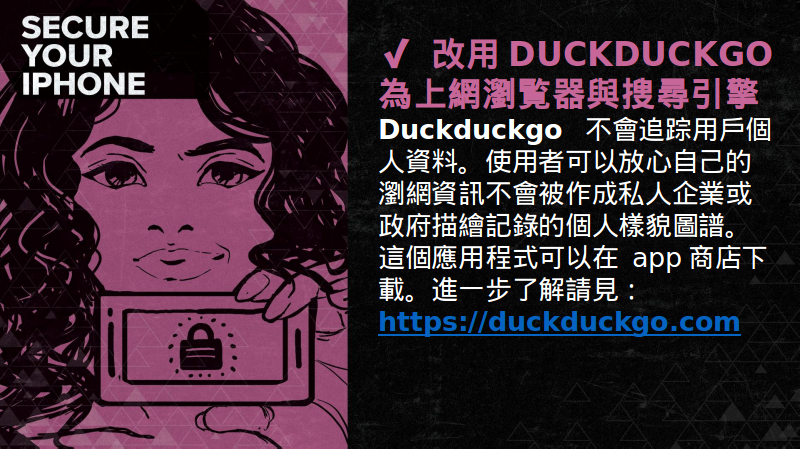 SECURE
YOUR
IPHONE
✓ 改用 DUCKDUCKGO
為上網瀏覧器與搜尋引擎
Duckduckgo 不會追踪用戶個
人資料。使用者可以放心自己的
瀏網資訊不會被作成私人企業或
政府描繪記錄的個人樣貌圖譜。
這個應用程式可以在 app 商店下
載。進一步了解請見：
https://duckduckgo.com